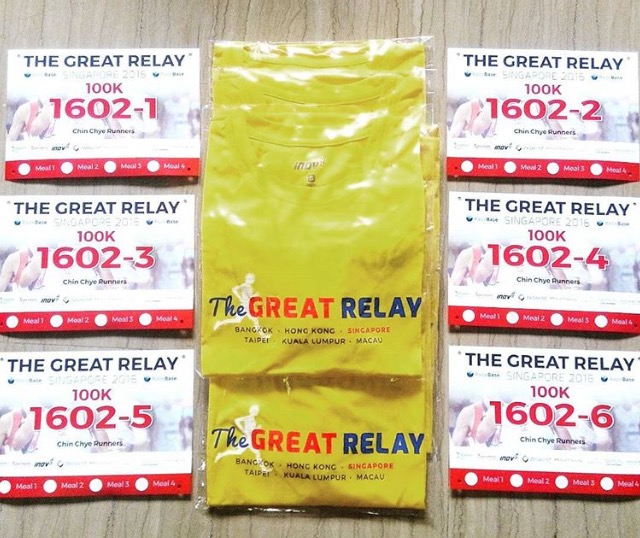 THE GREAT RELAY
SINGAPORE 2016
100K
1602-1
Chin Chye Runners
inov8
Meal 1 Meal 2 Meal 3 Meal 4
THE GREAT RELAY
SINGAPORE 2016
100K
1602-3
Chin Chye Runners
inov8
Meal 1 Meal 2 Meal 3 Meal 4
THE GREAT RELAY
SINGAPORE 2016
100K
1602-5
Chin Chye Runners
inov8
Meal 1 Meal 2 Meal 3 Meal 4
inov8
The GREAT RELAY
BANGKOK · HONG KONG · SINGAPORE
TAIPEI · KUALA LUMPUR · MACAU
The GREAT RELAY
BANGKOK · HONG KONG · SINGAPORE
TAIPEI · KUALA LUMPUR · MACAU
THE GREAT RELAY
SINGAPORE 2016
100K
1602-2
Chin Chye Runners
inov8
Meal 1 Meal 2 Meal 3 Meal 4
THE GREAT RELAY
SINGAPORE 2016
100K
1602-4
Chin Chye Runners
inov8
Meal 1 Meal 2 Meal 3 Meal 4
THE GREAT RELAY
SINGAPORE 2016
100K
1602-6
Chin Chye Runners
inov8
Meal 1 Meal 2 Meal 3 Meal 4